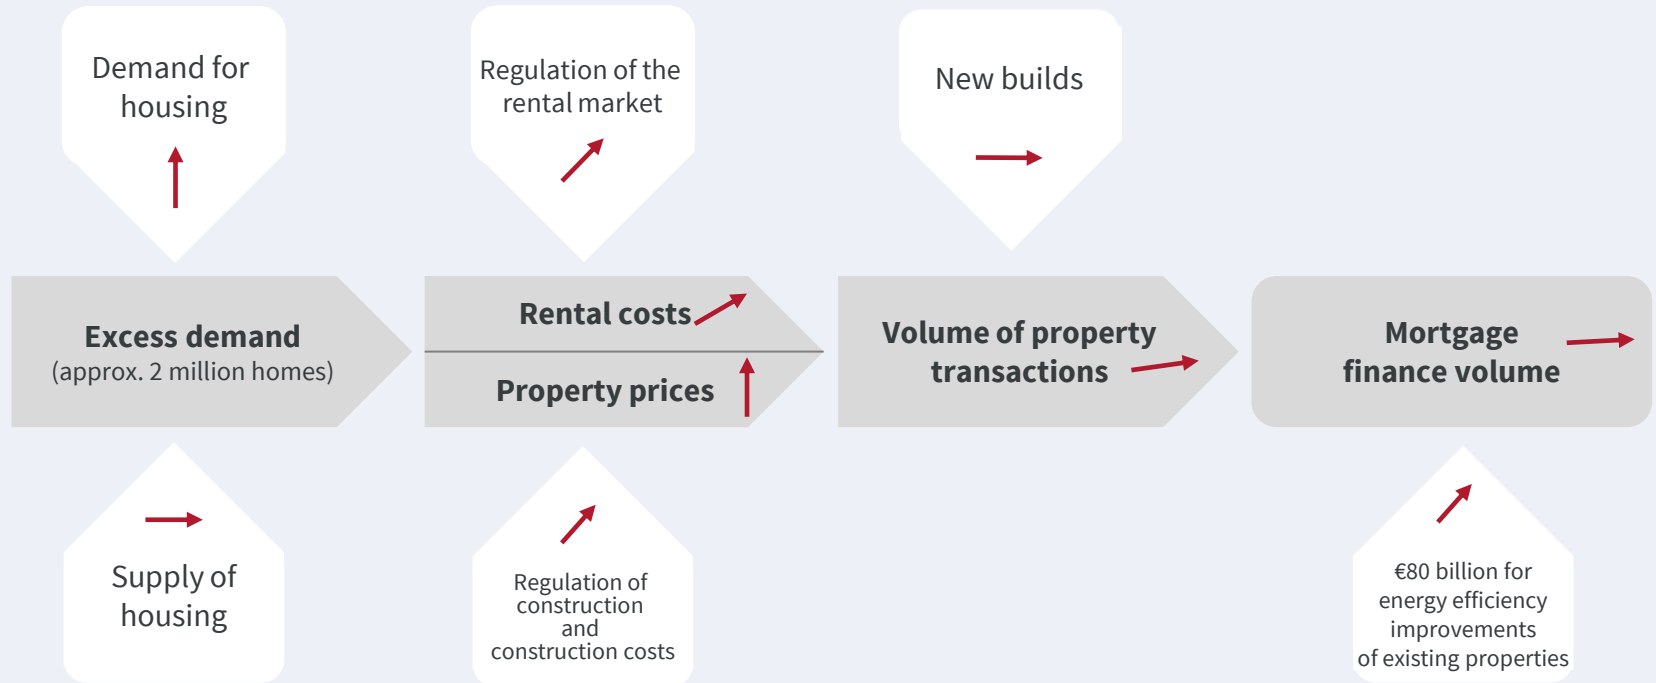 Demand for
housing
Regulation of the
rental market
New builds
Excess demand
(approx. 2 million homes)
Rental costs
Property prices
Volume of property
transactions
Mortgage
finance volume
Supply of
housing
Regulation of
construction
and
construction costs
€80 billion for
energy efficiency
improvements
of existing properties